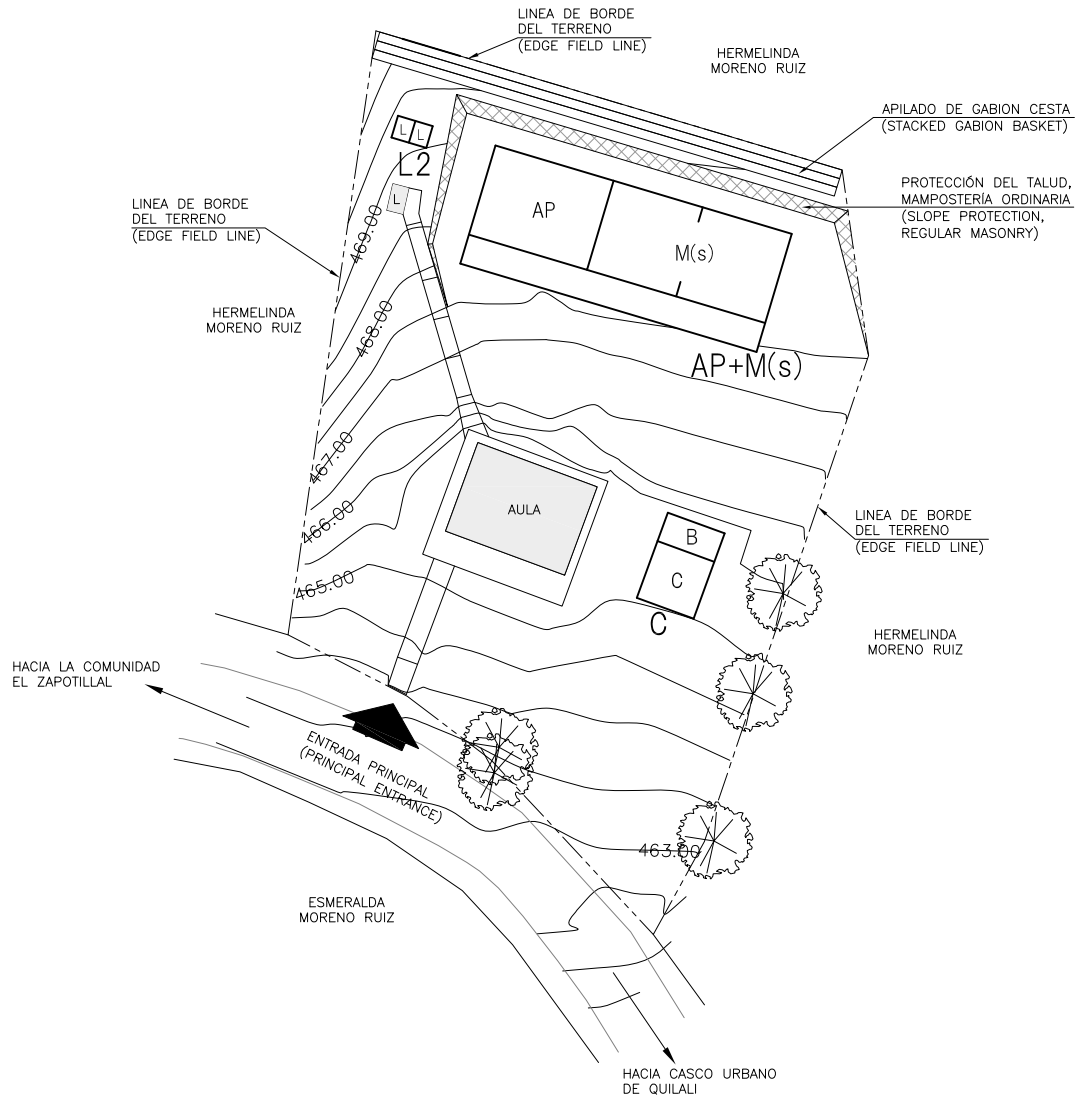 LINEA DE BORDE
DEL TERRENO
(EDGE FIELD LINE)
HERMELINDA
MORENO RUIZ
APILADO DE GABION CESTA
(STACKED GABION BASKET)
PROTECCIÓN DEL TALUD,
MAMPOSTERÍA ORDINARIA
(SLOPE PROTECTION,
REGULAR MASONRY)
L L
L2
L
LINEA DE BORDE
DEL TERRENO
(EDGE FIELD LINE)
AP
M(s)
AP+M(s)
469.00
HERMELINDA
MORENO RUIZ
468.00
467.00
466.00
465.00
AULA
B
C
C
LINEA DE BORDE
DEL TERRENO
(EDGE FIELD LINE)
HERMELINDA
MORENO RUIZ
HACIA LA COMUNIDAD
EL ZAPOTILLAL
ENTRADA PRINCIPAL
(PRINCIPAL ENTRANCE)
463.00
ESMERALDA
MORENO RUIZ
HACIA CASCO URBANO
DE QUILALI